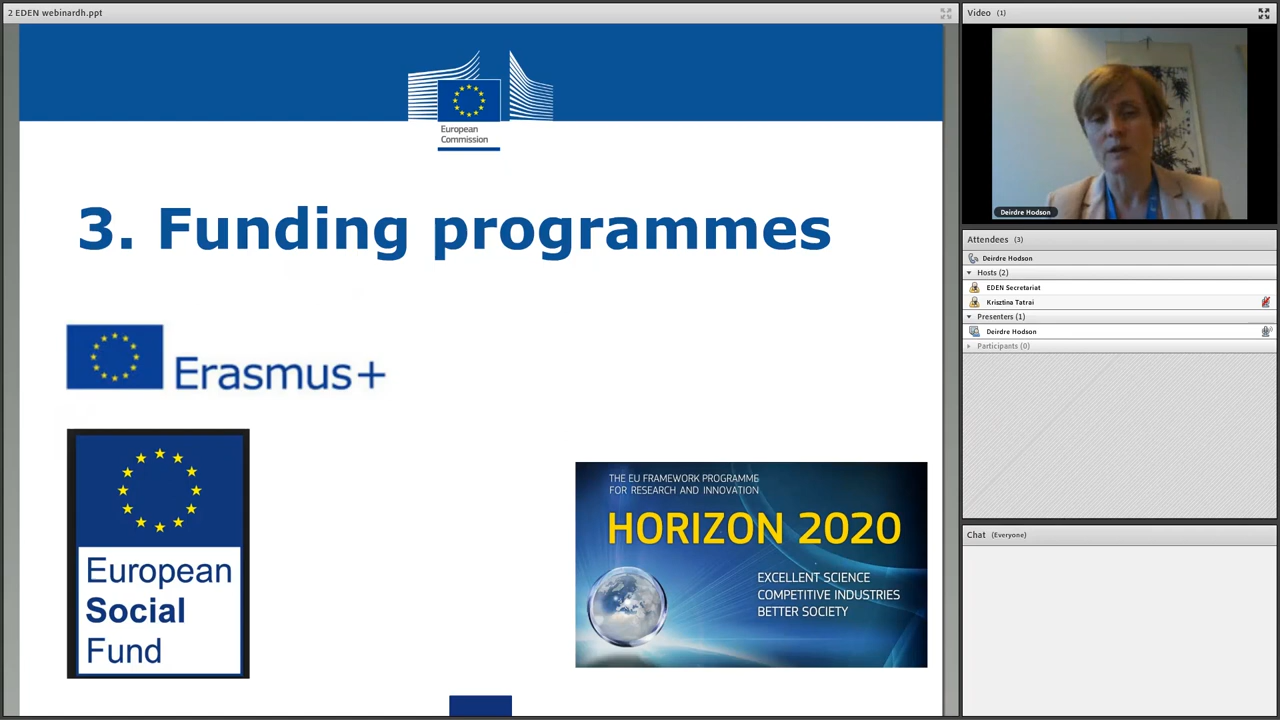 2 EDEN webinardh.ppt
European
Commission
3. Funding programmes
Erasmus+
European
Social
Fund
THE EU FRAMEWORK PROGRAMME
FOR RESEARCH AND INNOVATION
HORIZON 2020
EXCELLENT SCIENCE
COMPETITIVE INDUSTRIES
BETTER SOCIETY
Video (1)
Deirdre Hodson
Attendees (3)
Deirdre Hodson
Hosts (2)
EDEN Secretariat
Krisztina Tatrai
Presenters (1)
Deirdre Hodson
Participants (0)
Chat (Everyone)